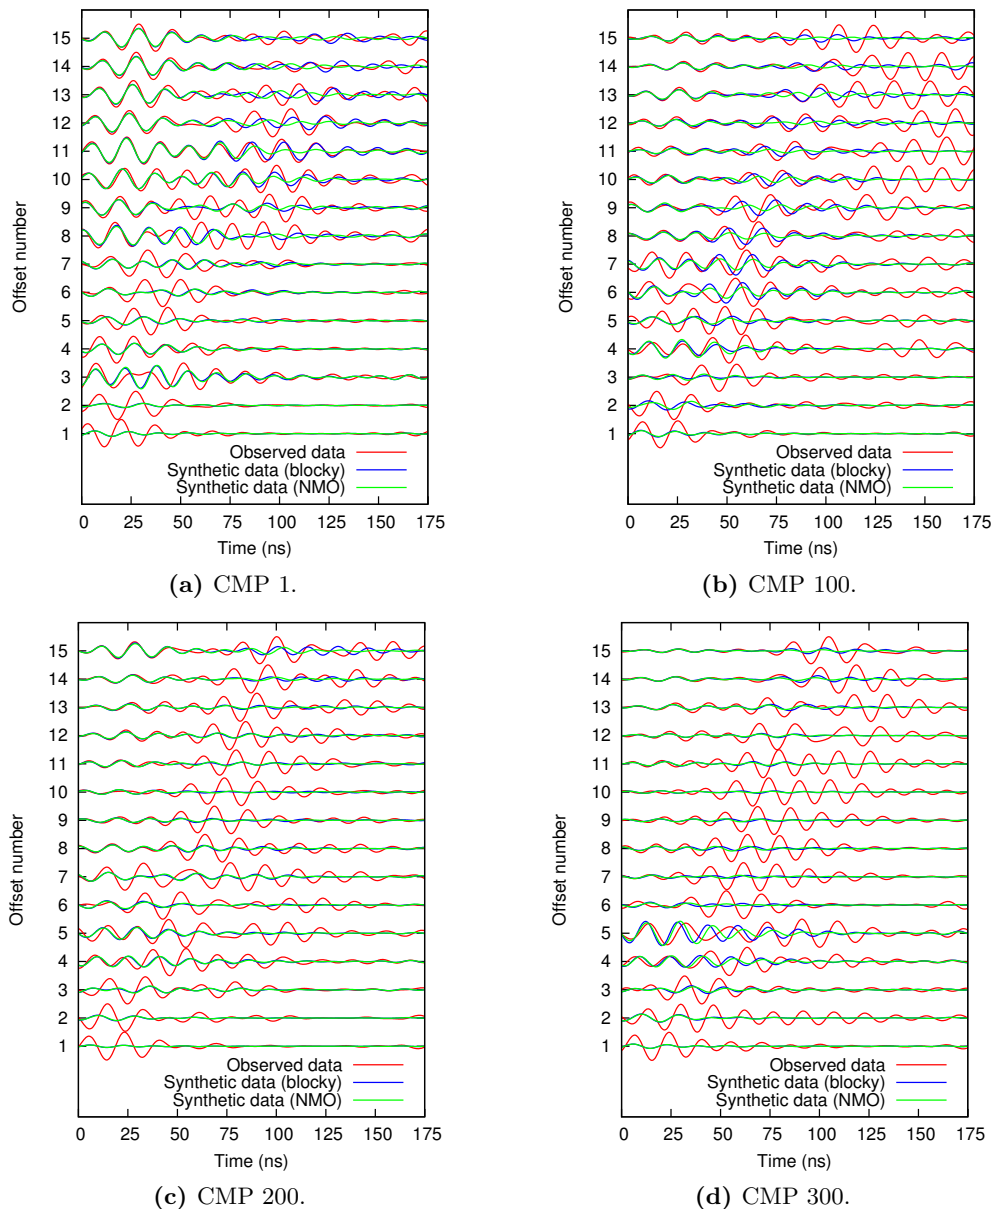 15
14
13
12
11
10
9
8
7
6
5
4
3
2
1
Offset number
Observed data
Synthetic data (blocky)
Synthetic data (NMO)
0 25 50 75 100 125 150 175
Time (ns)
(a) CMP 1.
15
14
13
12
11
10
9
8
7
6
5
4
3
2
1
Offset number
Observed data
Synthetic data (blocky)
Synthetic data (NMO)
0 25 50 75 100 125 150 175
Time (ns)
(b) CMP 100.
15
14
13
12
11
10
9
8
7
6
5
4
3
2
1
Offset number
Observed data
Synthetic data (blocky)
Synthetic data (NMO)
0 25 50 75 100 125 150 175
Time (ns)
(c) CMP 200.
15
14
13
12
11
10
9
8
7
6
5
4
3
2
1
Offset number
Observed data
Synthetic data (blocky)
Synthetic data (NMO)
0 25 50 75 100 125 150 175
Time (ns)
(d) CMP 300.